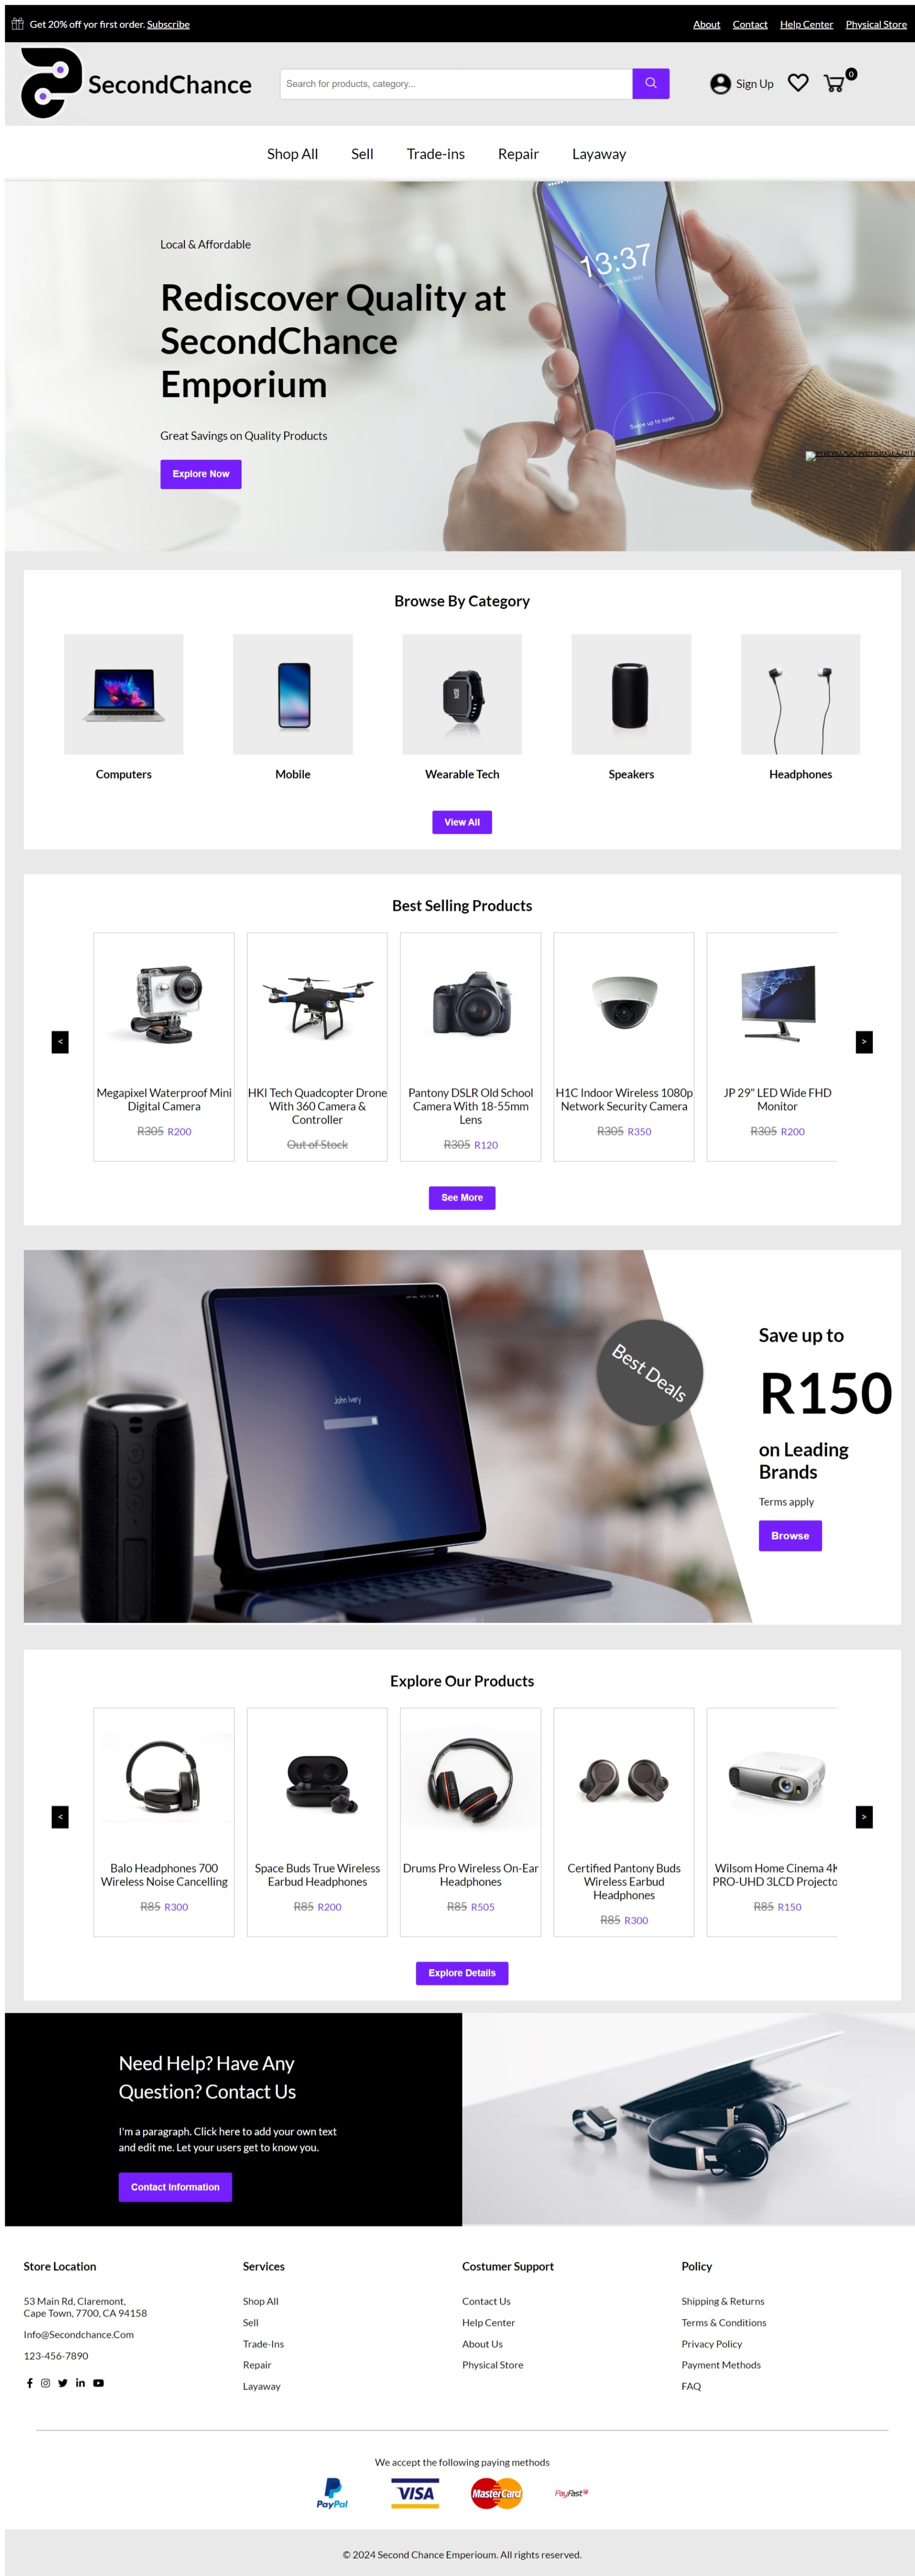 Get 20% off yor first order. Subscribe
About Contact Help Center Physical Store
SecondChance
Search for products, category...
Sign Up
0
Shop All Sell Trade-ins Repair Layaway
Local & Affordable
13:37
Rediscover Quality at
SecondChance
Emporium
Swipe up to open
Great Savings on Quality Products
Explore Now
Browse By Category
Computers Mobile Wearable Tech Speakers Headphones
View All
Best Selling Products
<
>
Megapixel Waterproof Mini
Digital Camera
R305 R200
HKI Tech Quadcopter Drone
With 360 Camera &
Controller
Out of Stock
Pantony DSLR Old School
Camera With 18-55mm
Lens
R305 R120
H1C Indoor Wireless 1080p
Network Security Camera
R305 R350
JP 29" LED Wide FHD
Monitor
R305 R200
See More
John Ivery
Best Deals
Save up to
R150
on Leading
Brands
Terms apply
Browse
Explore Our Products
<
>
Balo Headphones 700
Wireless Noise Cancelling
R85 R300
Space Buds True Wireless
Earbud Headphones
R85 R200
Drums Pro Wireless On-Ear
Headphones
R85 R505
Certified Pantony Buds
Wireless Earbud
Headphones
R85 R300
Wilsom Home Cinema 4K
PRO-UHD 3LCD Projecto
R85 R150
Explore Details
Need Help? Have Any
Question? Contact Us
I'm a paragraph. Click here to add your own text
and edit me. Let your users get to know you.
Contact Information
Store Location
53 Main Rd, Claremont,
Cape Town, 7700, CA 94158
Info@Secondchance.Com
123-456-7890
Services
Shop All
Sell
Trade-Ins
Repair
Layaway
Costumer Support
Contact Us
Help Center
About Us
Physical Store
Policy
Shipping & Returns
Terms & Conditions
Privacy Policy
Payment Methods
FAQ
We accept the following paying methods
PayPal
VISA
MasterCard
PayFast
© 2024 Second Chance Emperioum. All rights reserved.